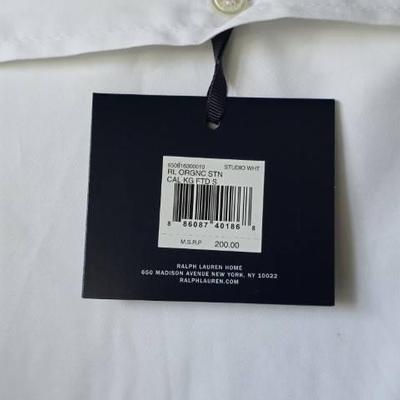 650816300010 STUDIO WHT
RL ORGNC STN
CAL KG FTD S
8 86087 40186 8
M.S.R.P 200.00
RALPH LAUREN HOME
650 MADISON AVENUE NEW YORK, NY 10022
RALPHLAUREN.COM